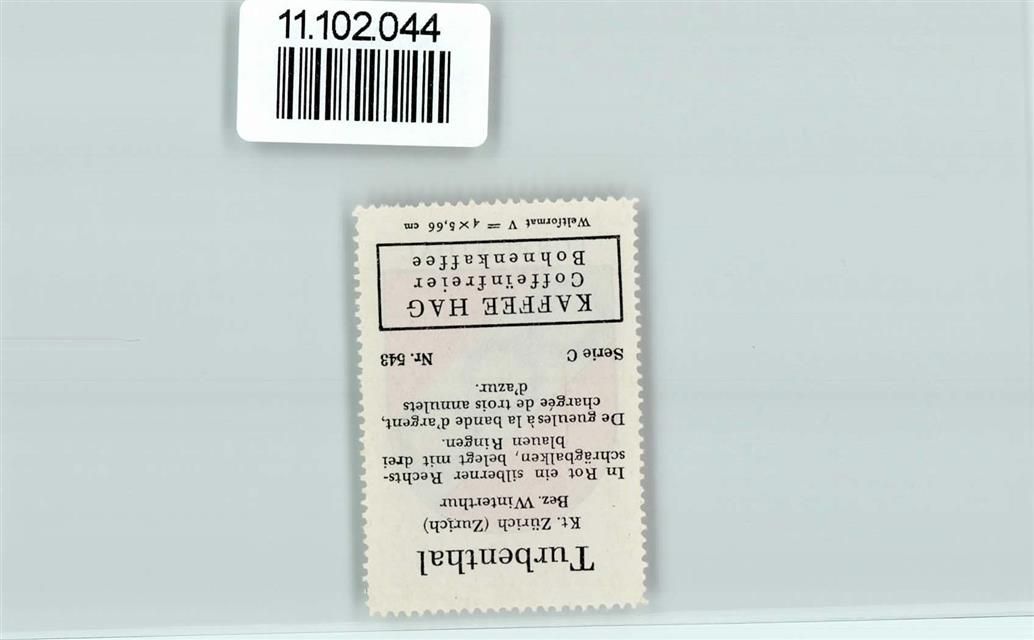 11.102.044
Turbenthal
Kt. Zürich (Zurich)
Bez. Winterthur
In Rot ein silberner Rechts-
schrägbalken, belegt mit drei
blauen Ringen.
De gueules à la bande d'argent,
chargée de trois annulets
d'azur.
Serie C Nr. 543
KAFFEE HAG
Coffeïnfreier
Bohnenkaffee
Weltformat V = 4 × 5,66 cm